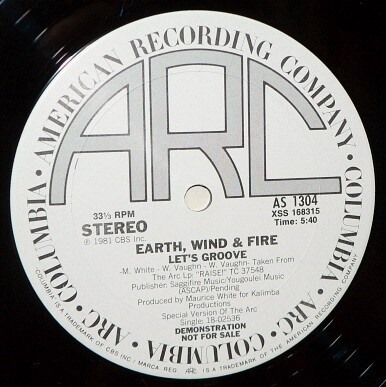 AMERICAN RECORDING COMPANY • COLUMBIA • ARC • COLUMBIA • ARC • COLUMBIA •
ARC
33⅓ RPM
STEREO
℗ 1981 CBS Inc.
AS 1304
XSS 168315
Time: 5:40
EARTH, WIND & FIRE
LET'S GROOVE
-M. White - W. Vaughn - W. Vaughn- Taken From
The Arc Lp: "RAISE!" TC 37548
Publisher: Saggifire Music/Yougoulei Music
(ASCAP)/Pending
Produced by Maurice White for Kalimba
Productions
Special Version Of The Arc
Single: 18-02536
DEMONSTRATION
NOT FOR SALE
"COLUMBIA" IS A TRADEMARK OF CBS INC.- MARCA REG. ARC IS A TRADEMARK OF THE AMERICAN RECORDING COMPANY